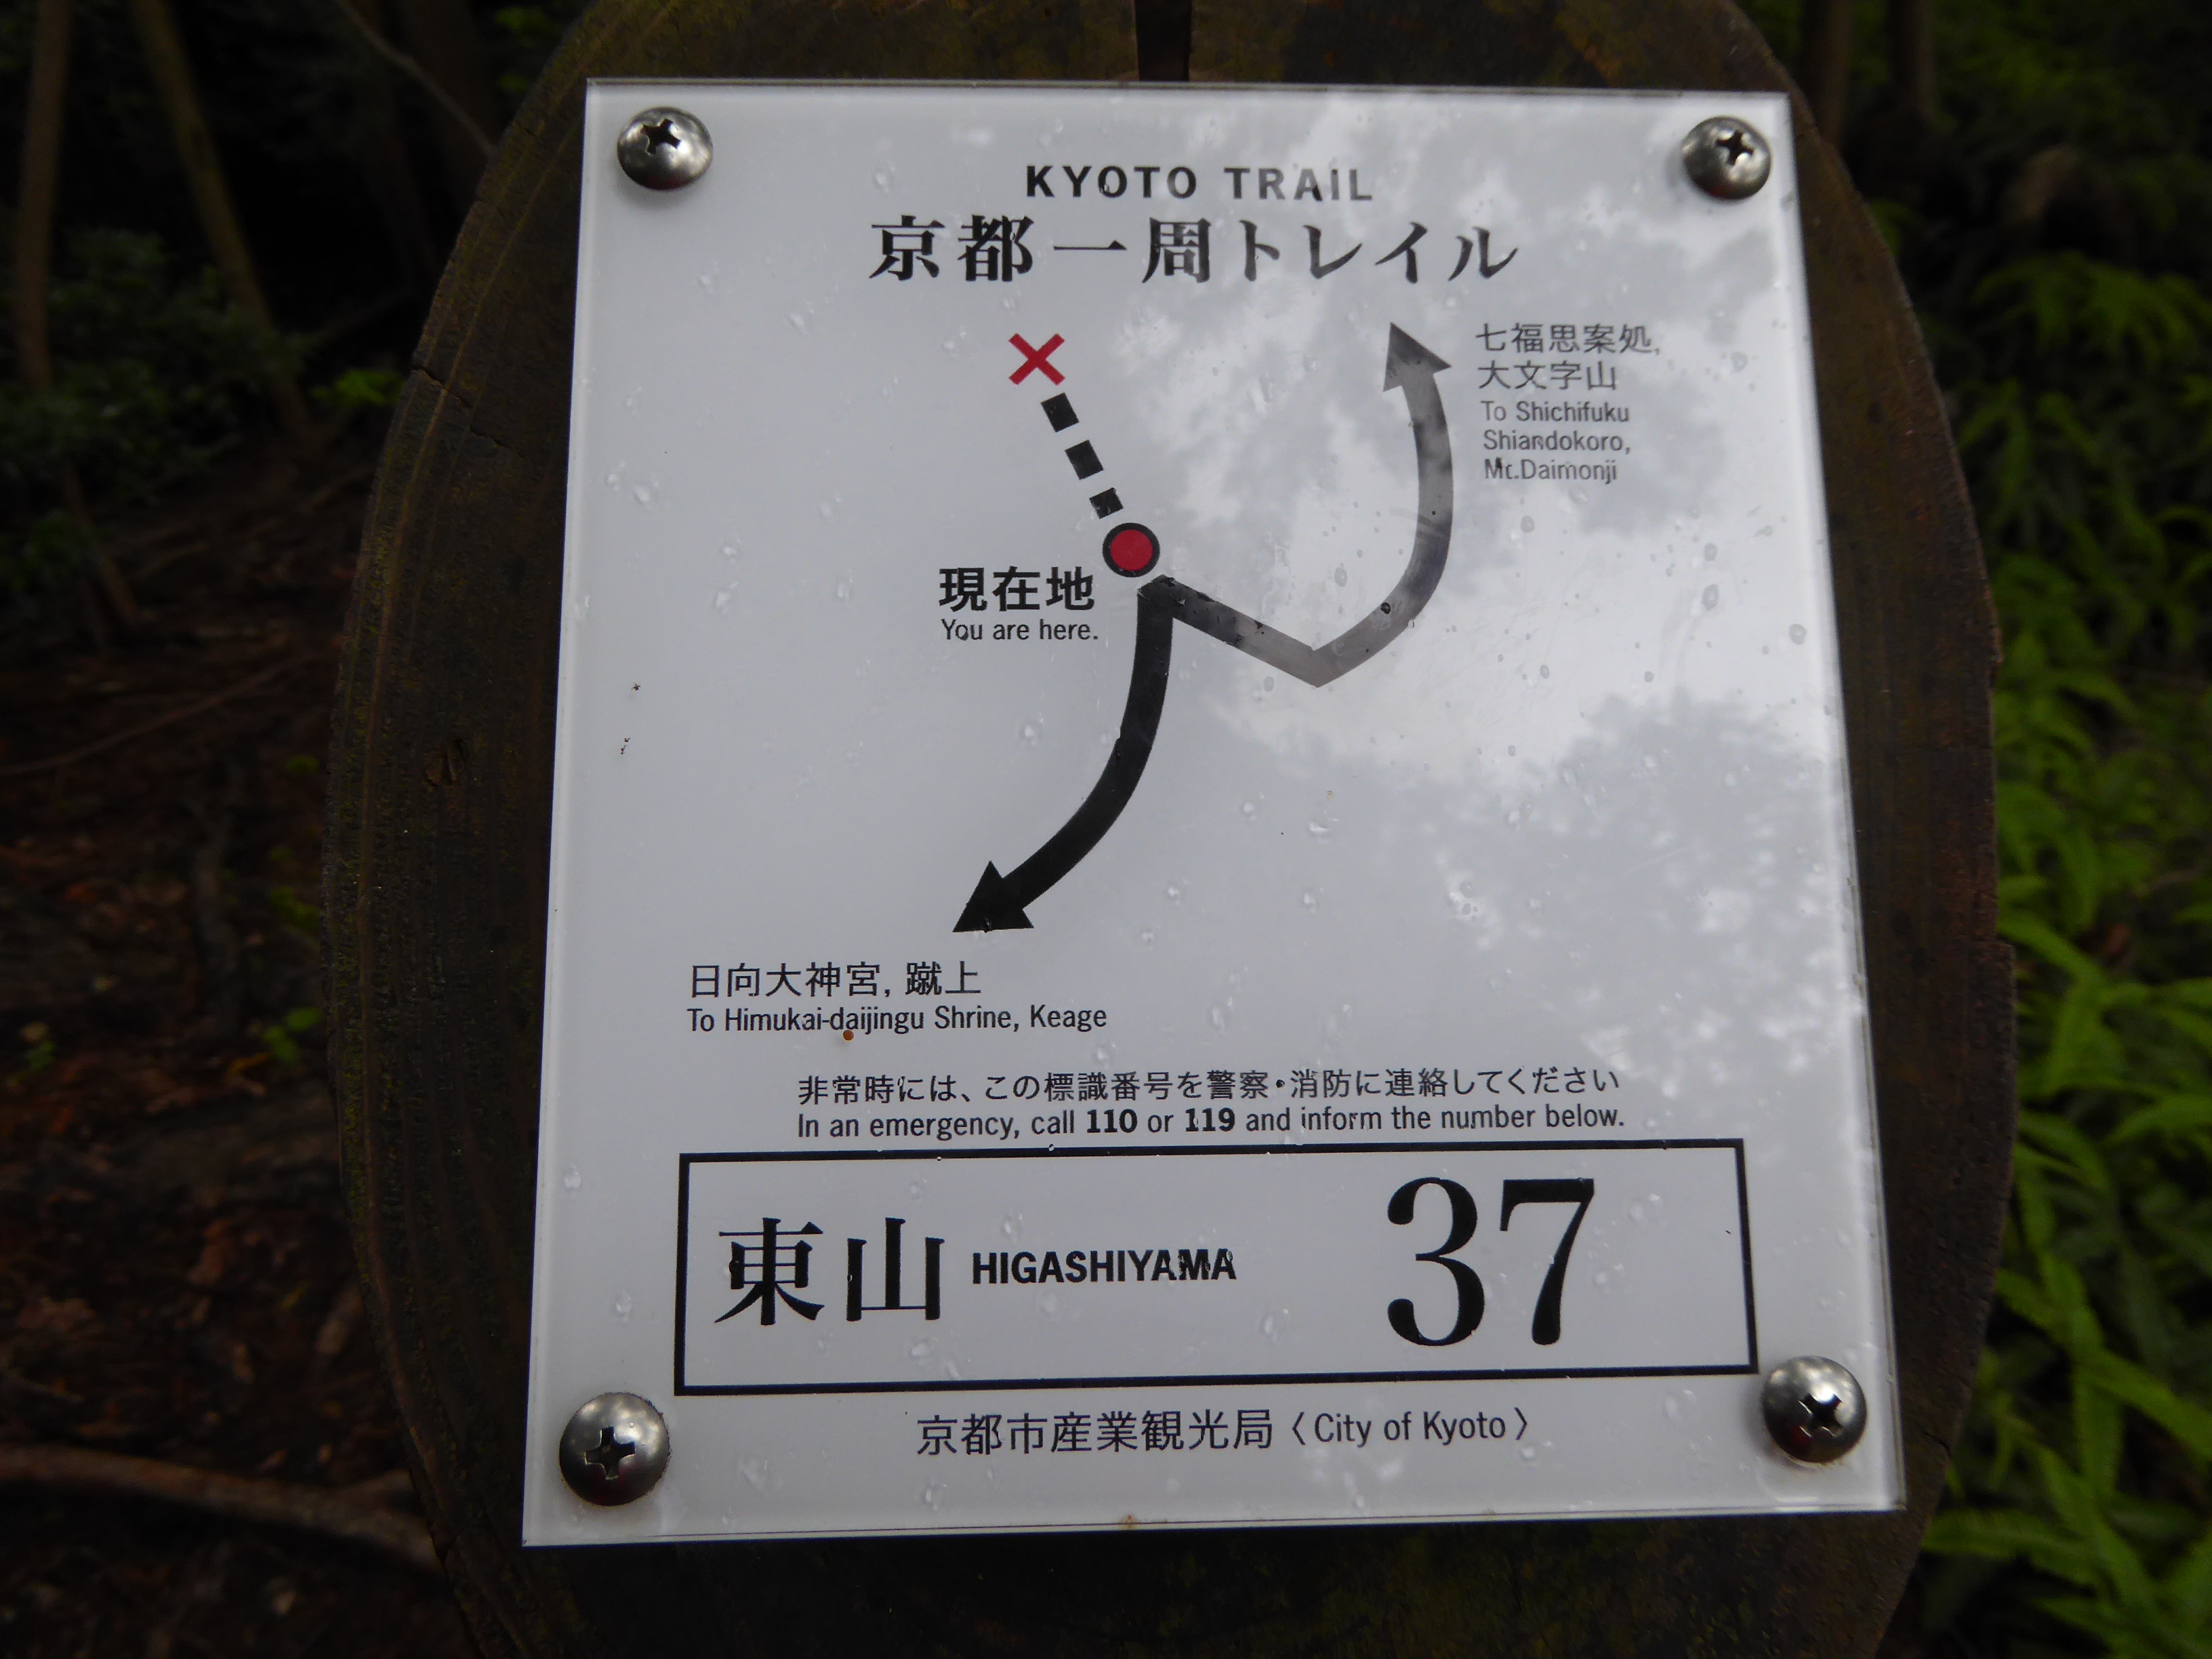 KYOTO TRAIL
京都一周トレイル
七福思案処,
大文字山
To Shichifuku
Shiandokoro,
Mt.Daimonji
現在地
You are here.
日向大神宮, 蹴上
To Himukai-daijingu Shrine, Keage
非常時には、この標識番号を警察・消防に連絡してください
In an emergency, call 110 or 119 and inform the number below.
東山 HIGASHIYAMA 37
京都市産業観光局〈City of Kyoto〉